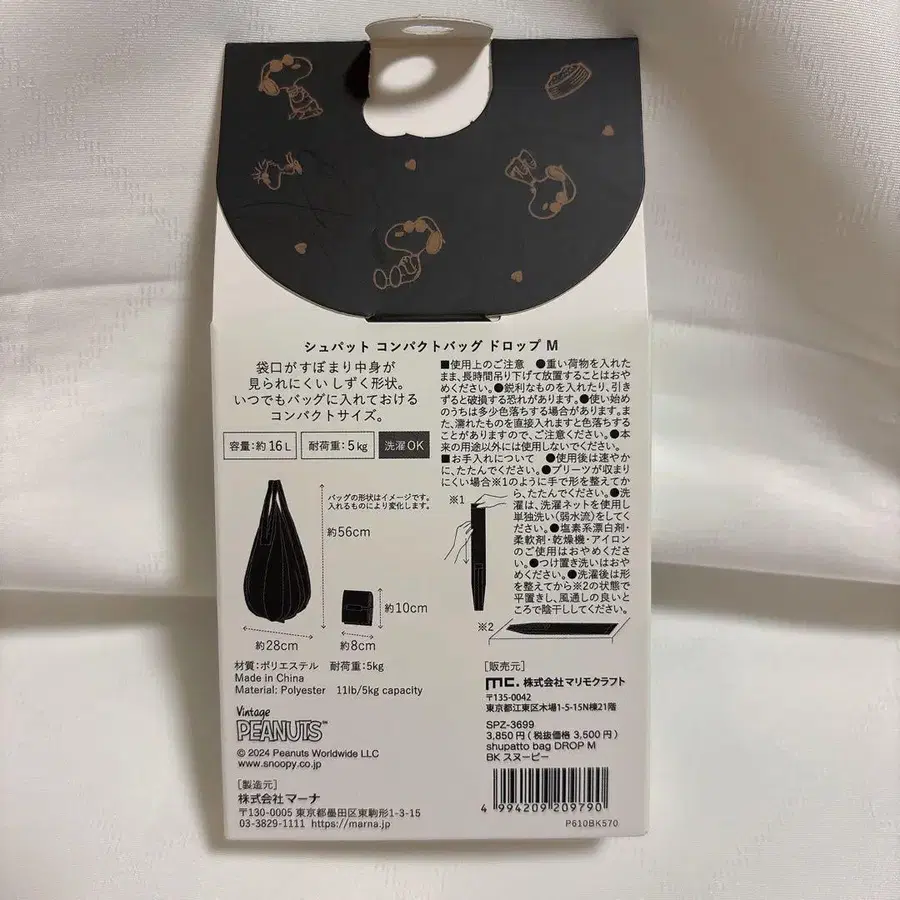 シュパット コンパクトバッグ ドロップ M
袋口がすぼまり中身が
見られにくい しずく形状。
いつでもバッグに入れておける
コンパクトサイズ。
容量:約16L
耐荷重:5kg
洗濯OK
バッグの形状はイメージです。
入れるものにより変化します。
約56cm
約10cm
約28cm
約8cm
材質:ポリエステル 耐荷重:5kg
Made in China
Material: Polyester 11lb/5kg capacity
Vintage
PEANUTS™
© 2024 Peanuts Worldwide LLC
www.snoopy.co.jp
[製造元]
株式会社マーナ
〒130-0005 東京都墨田区東駒形1-3-15
03-3829-1111 https://marna.jp
■使用上のご注意 ●重い荷物を入れた
まま、長時間吊り下げて放置することはおや
めください。●鋭利なものを入れたり、引き
ずると破損する恐れがあります。●使い始め
のうちは多少色落ちする場合があります。ま
た、濡れたものを直接入れますと色落ちす
ることがありますので、ご注意ください。●本
来の用途以外には使用しないでください。
■お手入れについて ●使用後は速やか
に、たたんでください。●プリーツが収まり
にくい場合※1のように手で形を整えてか
ら、たたんでください。●洗
濯は、洗濯ネットを使用し
単独洗い(弱水流)をしてく
ださい。●塩素系漂白剤・
柔軟剤・乾燥機・アイロン
のご使用はおやめくださ
い。●つけ置き洗いはおや
めください。●洗濯後は形
を整えてから※2の状態で
平置きし、風通しの良いと
ころで陰干ししてください。
※1
※2
[販売元]
mc. 株式会社マリモクラフト
〒135-0042
東京都江東区木場1-5-15N棟21階
SPZ-3699
3,850円(税抜価格 3,500円)
shupatto bag DROP M
BK スヌーピー
4 994209 209790
P610BK570